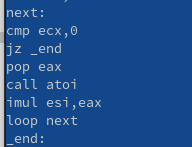 next:
cmp ecx,0
jz _end
pop eax
call atoi
imul esi,eax
loop next
_end: